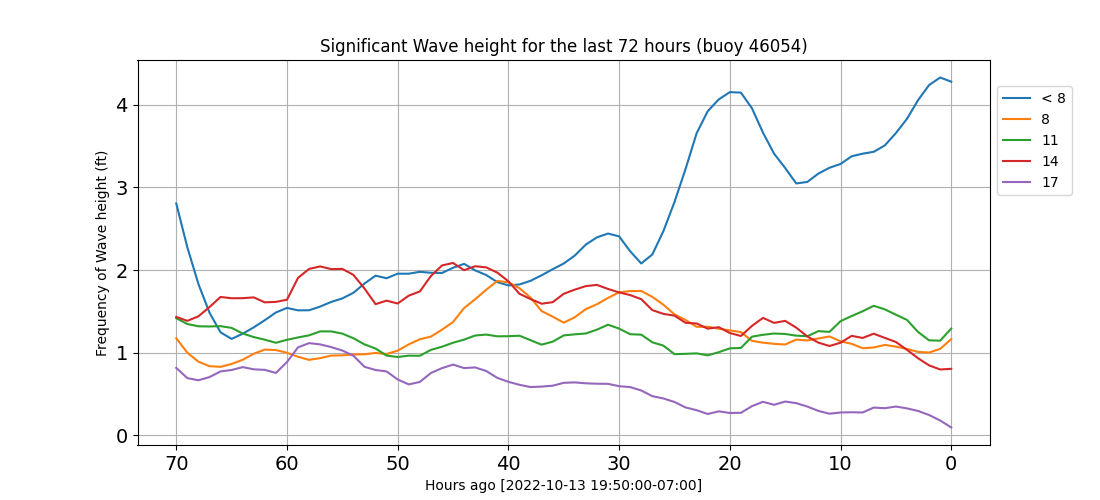 Significant Wave height for the last 72 hours (buoy 46054)
Frequency of Wave height (ft)
4
3
2
1
0
70 60 50 40 30 20 10 0
Hours ago [2022-10-13 19:50:00-07:00]
< 8
8
11
14
17